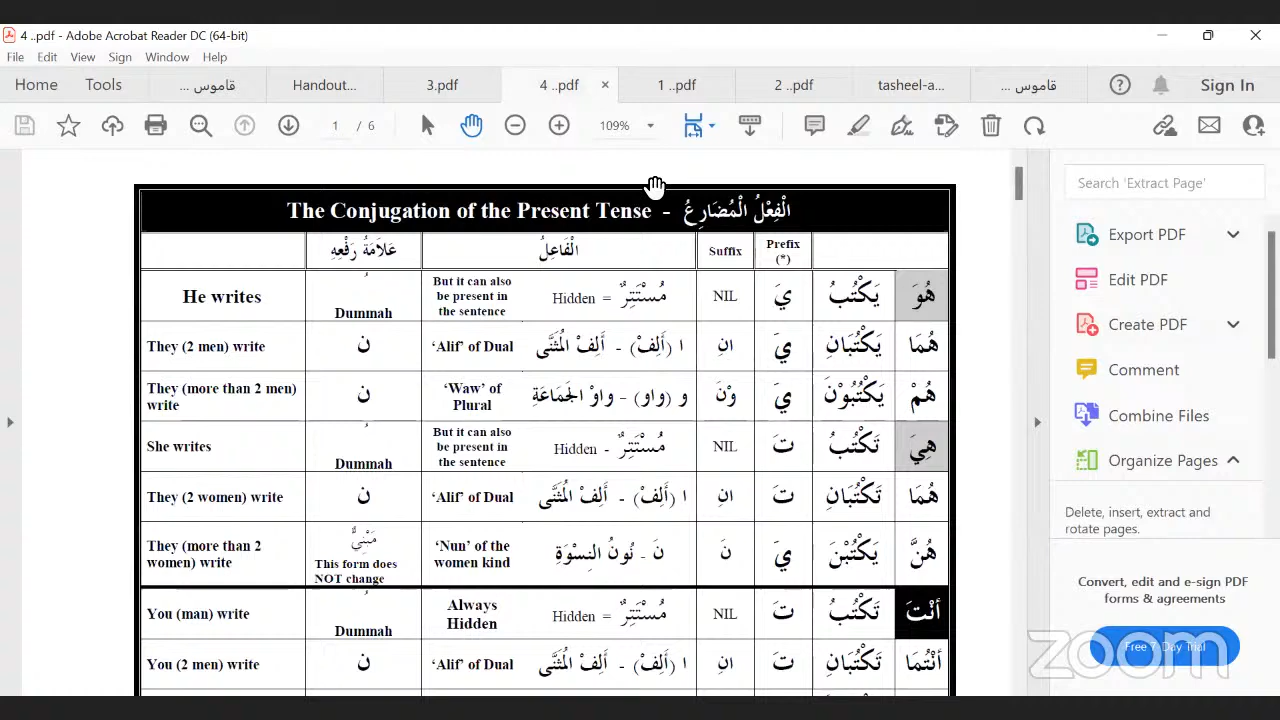 4 ..pdf - Adobe Acrobat Reader DC (64-bit)
File Edit View Sign Window Help
Home Tools قاموس ... Handout... 3.pdf 4 ..pdf × 1 ..pdf 2 ..pdf tasheel-a... قاموس ... Sign In
1 / 6 109%
The Conjugation of the Present Tense - الْفِعْلُ الْمُضَارِعُ
عَلاَمَةُ رَفْعِهِ الْفَاعِلُ Suffix Prefix (*)
He writes ُ Dummah But it can also be present in the sentence Hidden = مُسْتَتِرٌ NIL يَ يَكْتُبُ هُوَ
They (2 men) write ن ‘Alif’ of Dual ا (أَلِفْ) - أَلِفْ الْمُثَنَّى انِ يَ يَكْتُبَانِ هُمَا
They (more than 2 men) write ن ‘Waw’ of Plural و (واو) - واوْ الْجَمَاعَةِ وْنَ يَ يَكْتُبُوْنَ هُمْ
She writes ُ Dummah But it can also be present in the sentence Hidden - مُسْتَتِرٌ NIL تَ تَكْتُبُ هِيَ
They (2 women) write ن ‘Alif’ of Dual ا (أَلِفْ) - أَلِفْ الْمُثَنَّى انِ تَ تَكْتُبَانِ هُمَا
They (more than 2 women) write مَبْنِيٌّ This form does NOT change ‘Nun’ of the women kind نَ - نُونُ النِسْوَةِ نَ يَ يَكْتُبْنَ هُنَّ
You (man) write ُ Dummah Always Hidden Hidden = مُسْتَتِرٌ NIL تَ تَكْتُبُ أَنْتَ
You (2 men) write ن ‘Alif’ of Dual ا (أَلِفْ) - أَلِفْ الْمُثَنَّى انِ تَ تَكْتُبَانِ أَنْتُمَا
Search 'Extract Page'
Export PDF
Edit PDF
Create PDF
Comment
Combine Files
Organize Pages
Delete, insert, extract and
rotate pages.
Convert, edit and e-sign PDF
forms & agreements
Free 7-Day Trial
zoom